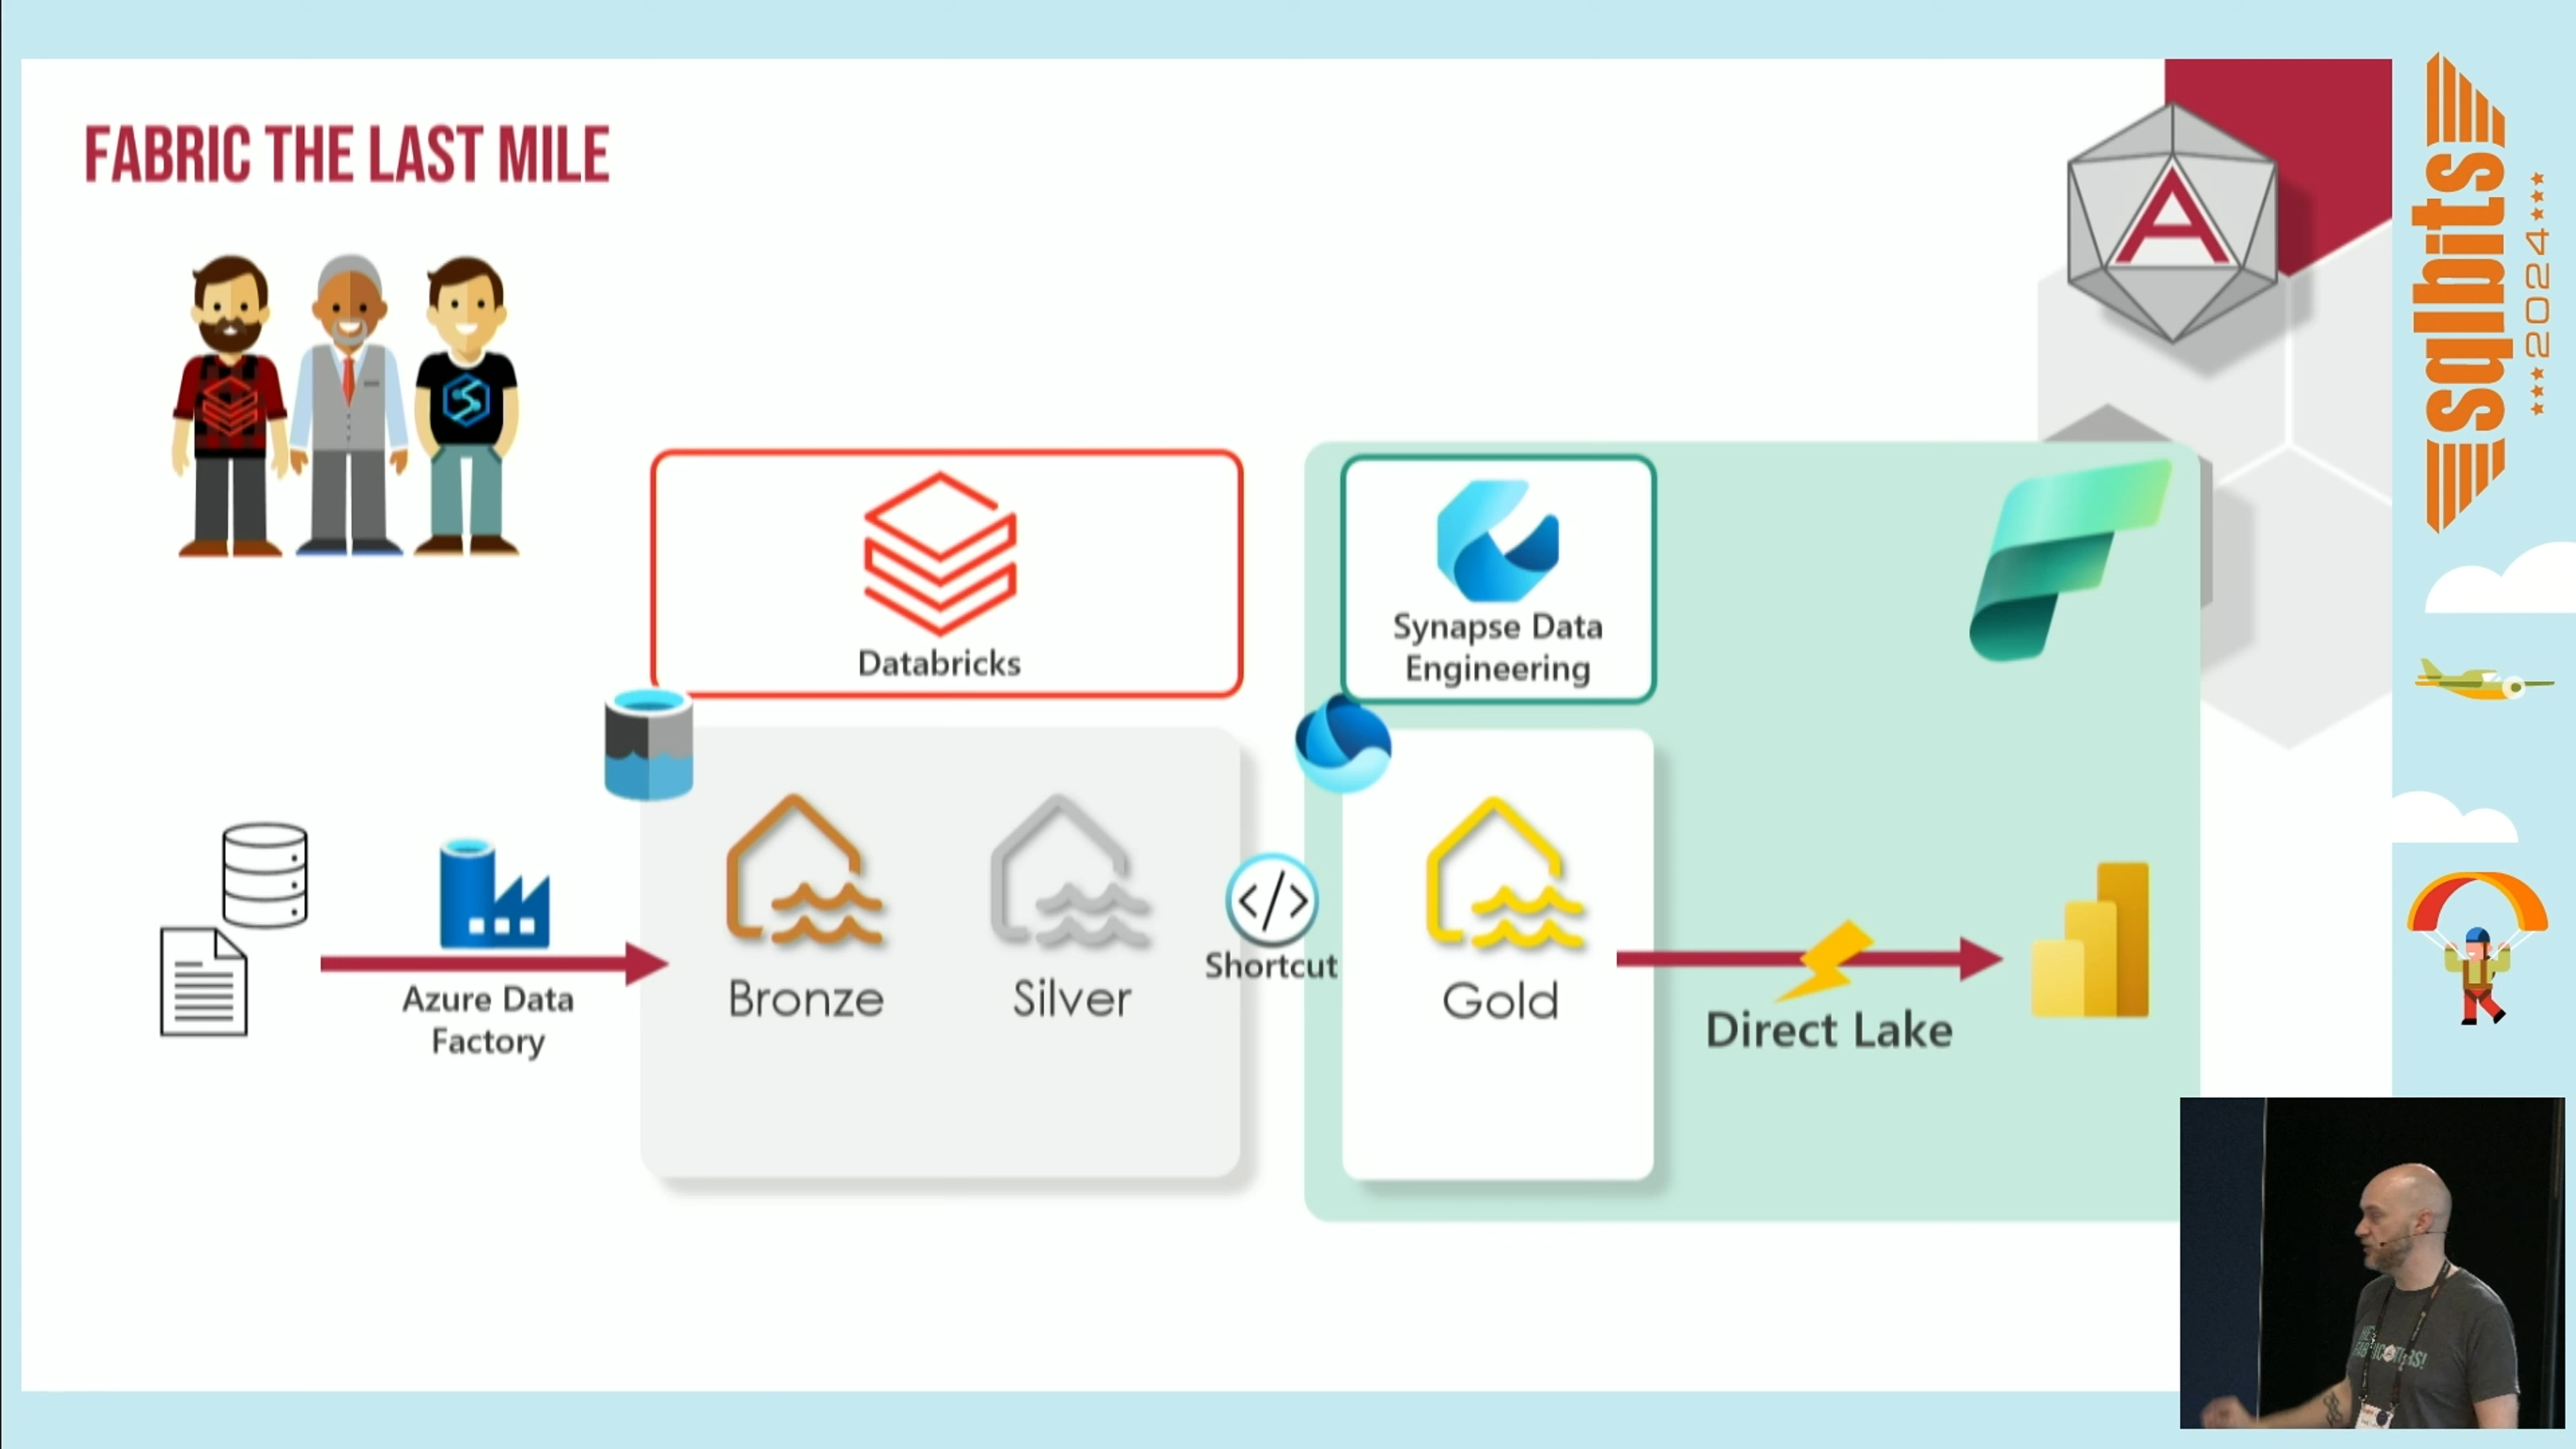 FABRIC THE LAST MILE
A
sqlbits
2024
Databricks
Synapse Data
Engineering
Azure Data
Factory
Bronze
Silver
</>
Shortcut
Gold
Direct Lake